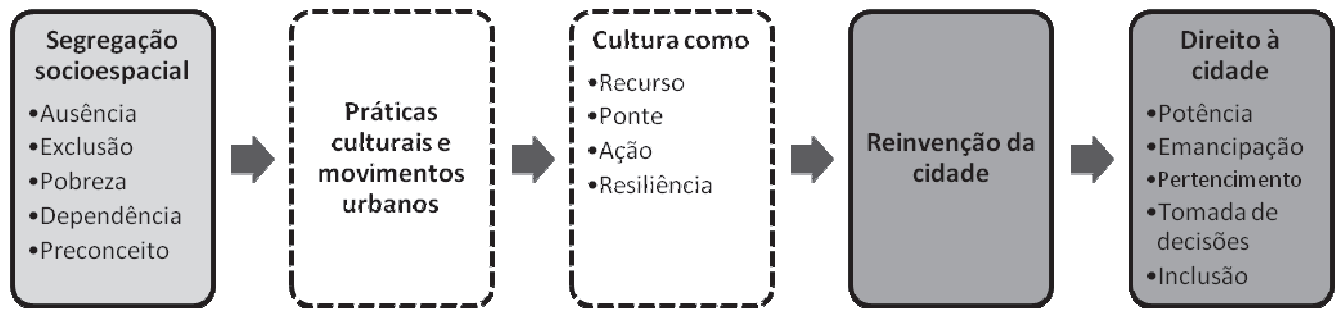 Segregação
socioespacial
•Ausência
•Exclusão
•Pobreza
•Dependência
•Preconceito
Práticas
culturais e
movimentos
urbanos
Cultura como
•Recurso
•Ponte
•Ação
•Resiliência
Reinvenção da
cidade
Direito à
cidade
•Potência
•Emancipação
•Pertencimento
•Tomada de
decisões
•Inclusão